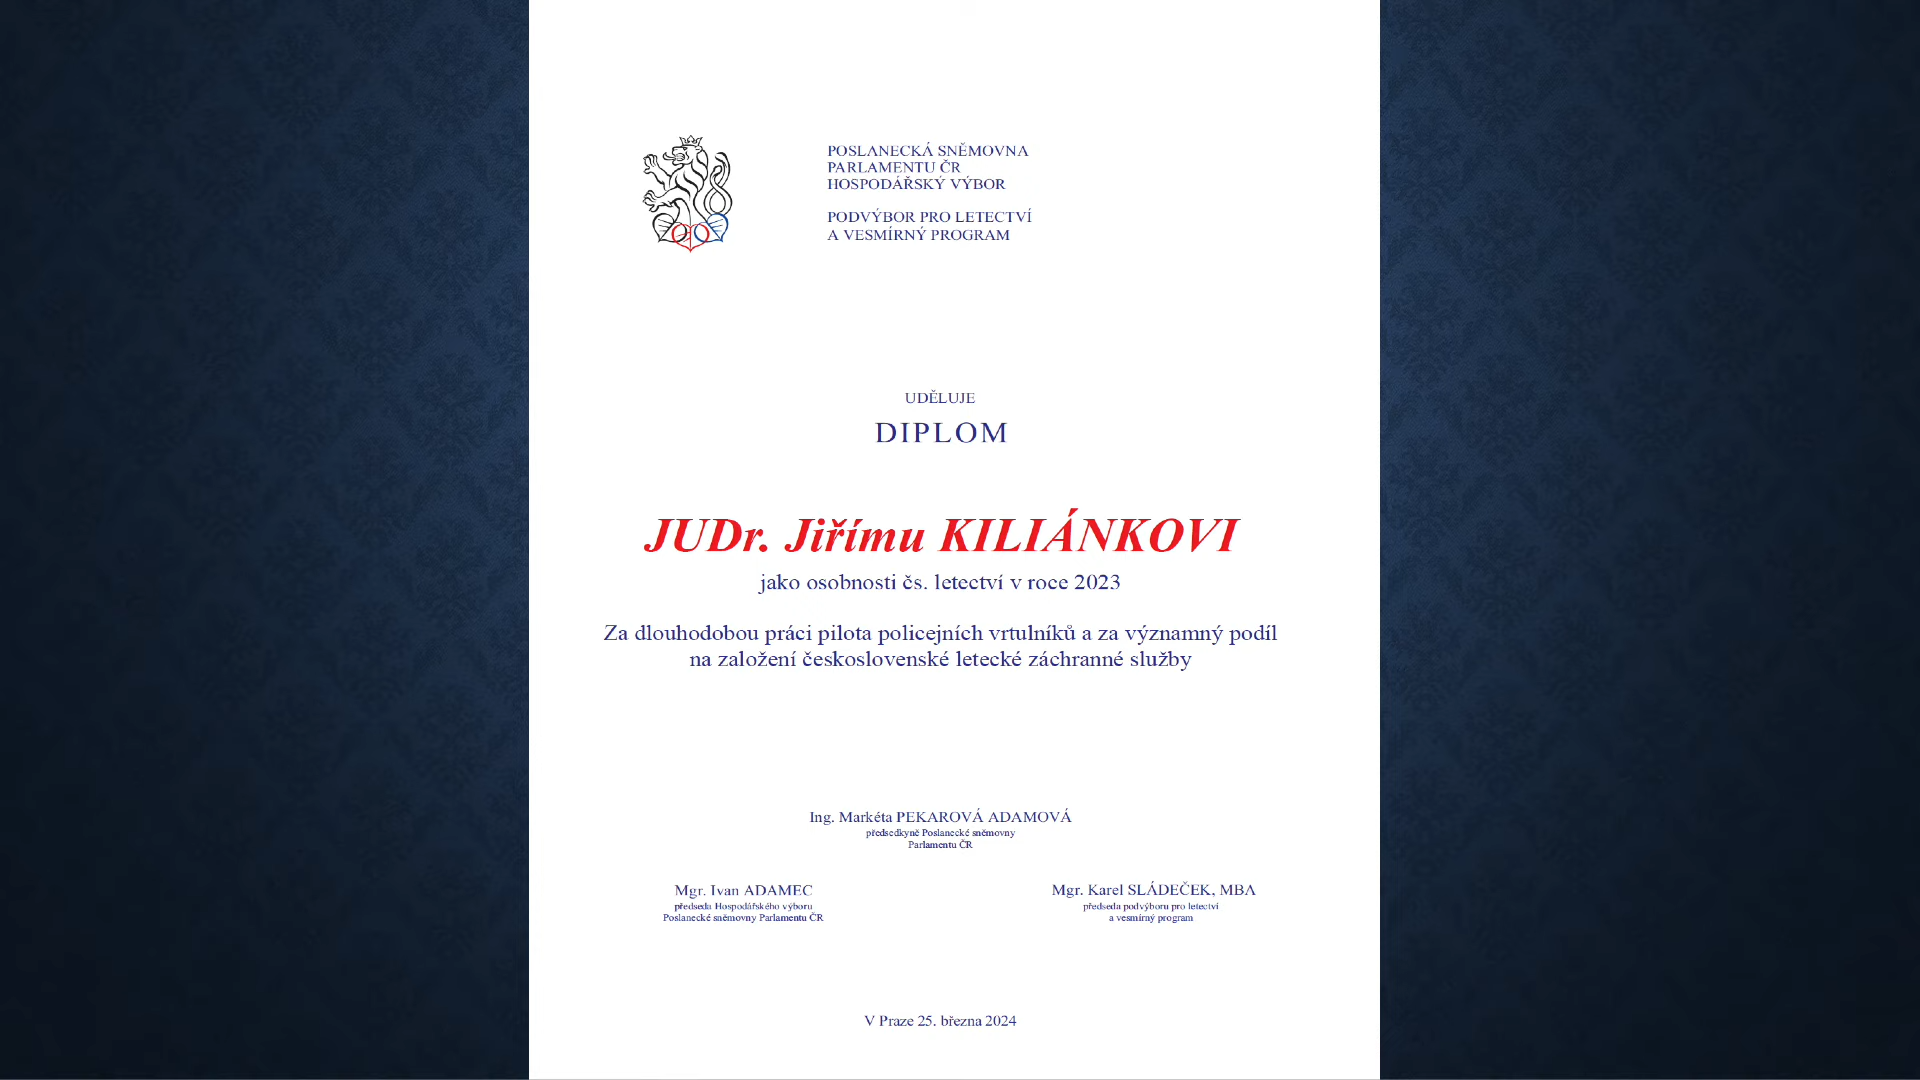 POSLANECKÁ SNĚMOVNA
PARLAMENTU ČR
HOSPODÁŘSKÝ VÝBOR
PODVÝBOR PRO LETECTVÍ
A VESMÍRNÝ PROGRAM
UDĚLUJE
DIPLOM
JUDr. Jiřímu KILIÁNKOVI
jako osobnosti čs. letectví v roce 2023
Za dlouhodobou práci pilota policejních vrtulníků a za významný podíl
na založení československé letecké záchranné služby
Ing. Markéta PEKAROVÁ ADAMOVÁ
předsedkyně Poslanecké sněmovny
Parlamentu ČR
Mgr. Ivan ADAMEC
předseda Hospodářského výboru
Poslanecké sněmovny Parlamentu ČR
Mgr. Karel SLÁDEČEK, MBA
předseda podvýboru pro letectví
a vesmírný program
V Praze 25. března 2024